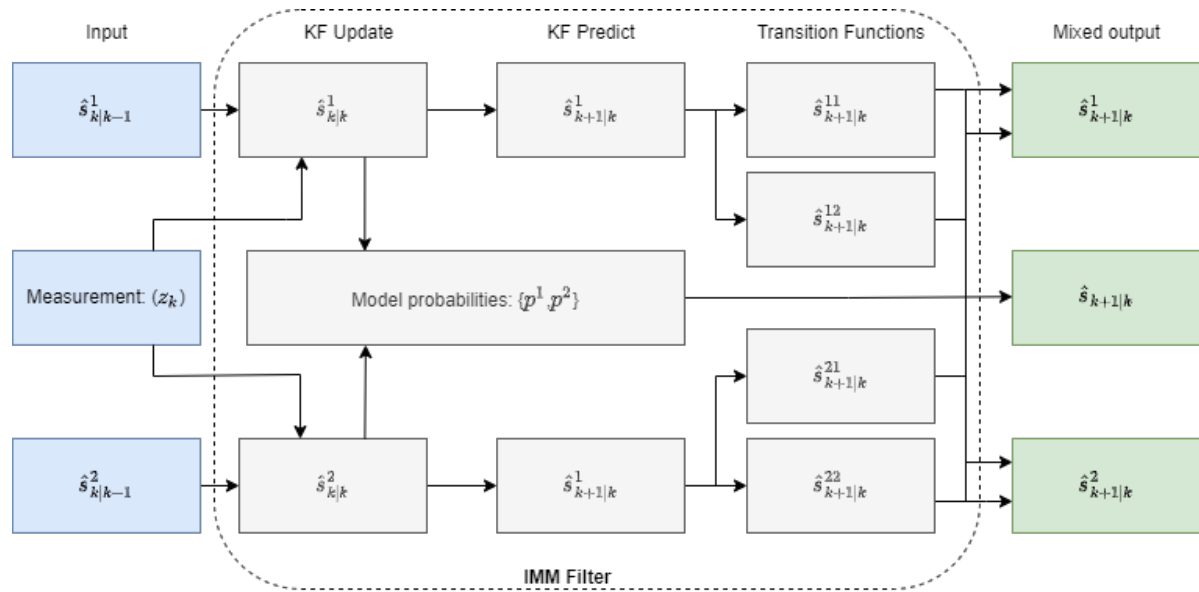 Input KF Update KF Predict Transition Functions Mixed output
ŝ¹ₖ|ₖ₋₁ ŝ¹ₖ|ₖ ŝ¹ₖ₊₁|ₖ ŝ¹¹ₖ₊₁|ₖ ŝ¹ₖ₊₁|ₖ
ŝ¹²ₖ₊₁|ₖ
Measurement: (zₖ) Model probabilities: {p¹,p²} ŝₖ₊₁|ₖ
ŝ²¹ₖ₊₁|ₖ
ŝ²ₖ|ₖ₋₁ ŝ²ₖ|ₖ ŝ¹ₖ₊₁|ₖ ŝ²²ₖ₊₁|ₖ ŝ²ₖ₊₁|ₖ
IMM Filter